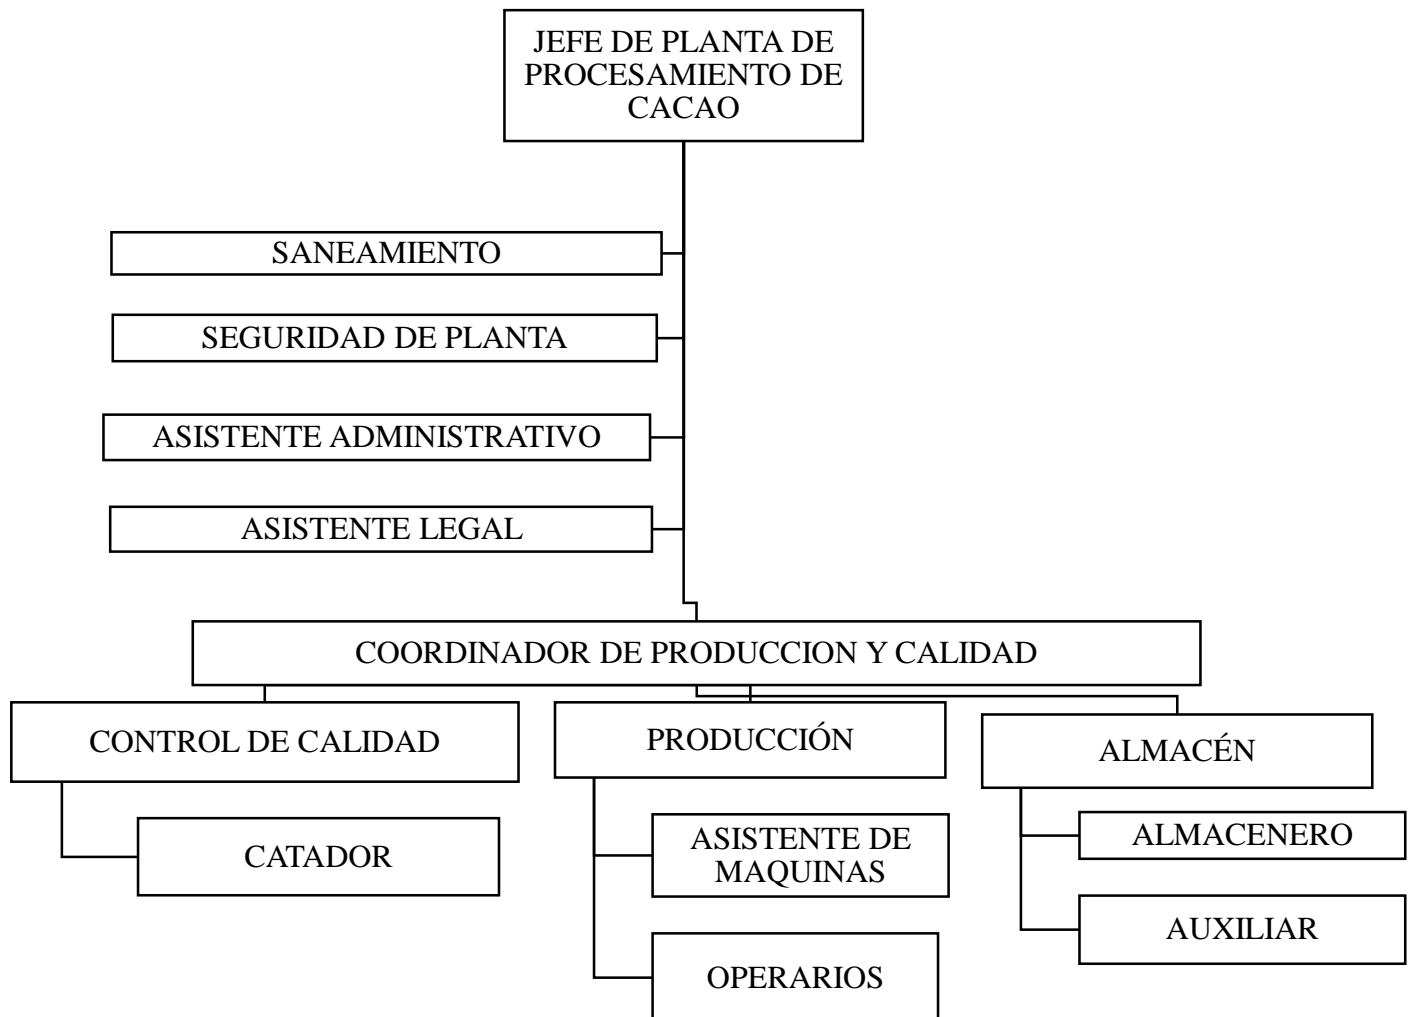 JEFE DE PLANTA DE
PROCESAMIENTO DE
CACAO
SANEAMIENTO
SEGURIDAD DE PLANTA
ASISTENTE ADMINISTRATIVO
ASISTENTE LEGAL
COORDINADOR DE PRODUCCION Y CALIDAD
CONTROL DE CALIDAD
CATADOR
PRODUCCIÓN
ASISTENTE DE
MAQUINAS
OPERARIOS
ALMACÉN
ALMACENERO
AUXILIAR